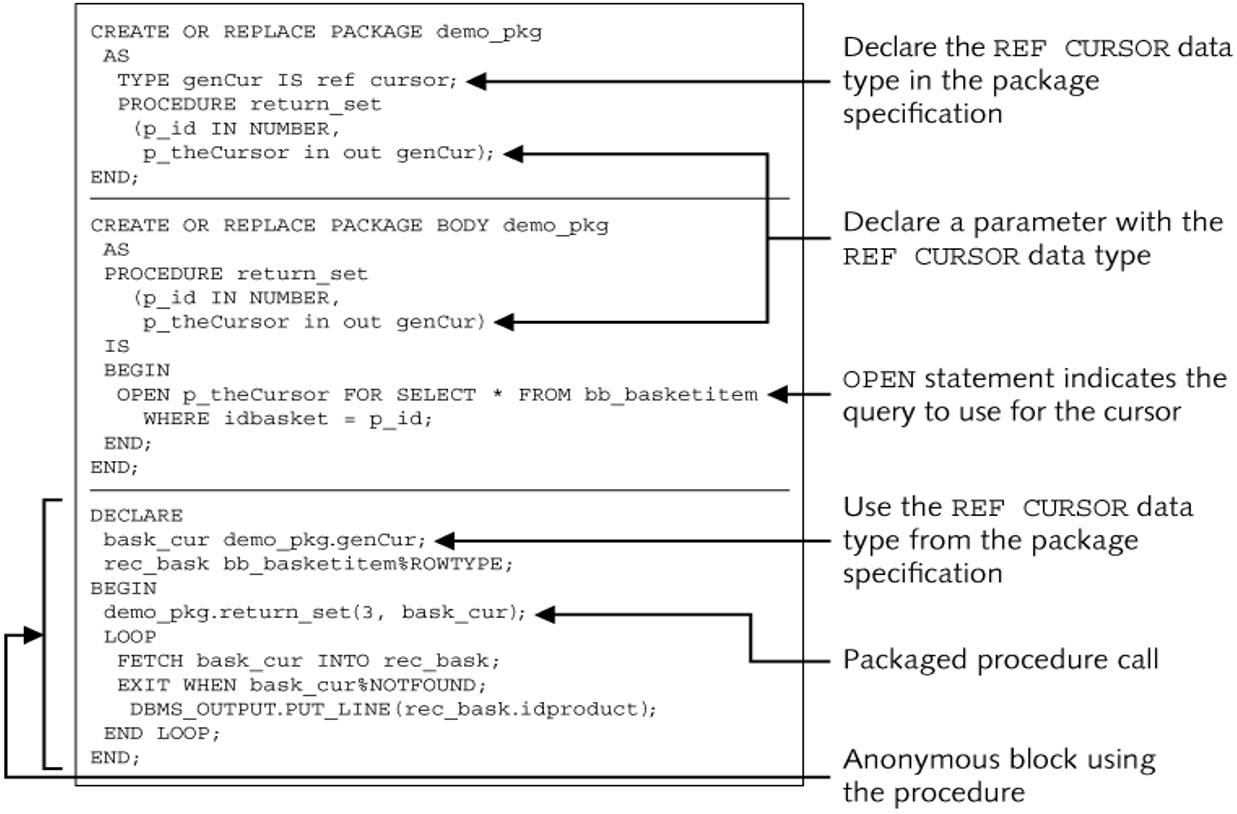 CREATE OR REPLACE PACKAGE demo_pkg
AS
TYPE genCur IS ref cursor;
PROCEDURE return_set
(p_id IN NUMBER,
p_theCursor in out genCur);
END;
CREATE OR REPLACE PACKAGE BODY demo_pkg
AS
PROCEDURE return_set
(p_id IN NUMBER,
p_theCursor in out genCur)
IS
BEGIN
OPEN p_theCursor FOR SELECT * FROM bb_basketitem
WHERE idbasket = p_id;
END;
END;
DECLARE
bask_cur demo_pkg.genCur;
rec_bask bb_basketitem%ROWTYPE;
BEGIN
demo_pkg.return_set(3, bask_cur);
LOOP
FETCH bask_cur INTO rec_bask;
EXIT WHEN bask_cur%NOTFOUND;
DBMS_OUTPUT.PUT_LINE(rec_bask.idproduct);
END LOOP;
END;
Declare the REF CURSOR data
type in the package
specification
Declare a parameter with the
REF CURSOR data type
OPEN statement indicates the
query to use for the cursor
Use the REF CURSOR data
type from the package
specification
Packaged procedure call
Anonymous block using
the procedure